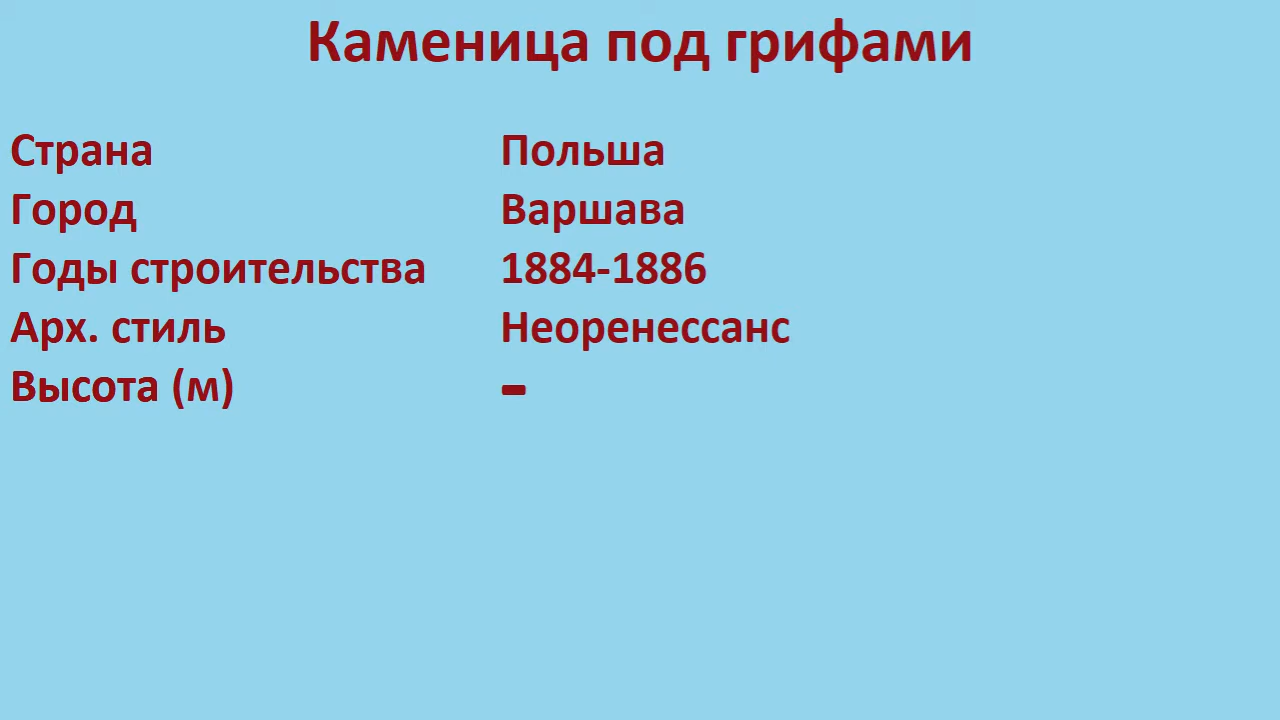 Каменица под грифами
Страна Польша
Город Варшава
Годы строительства 1884-1886
Арх. стиль Неоренессанс
Высота (м) -